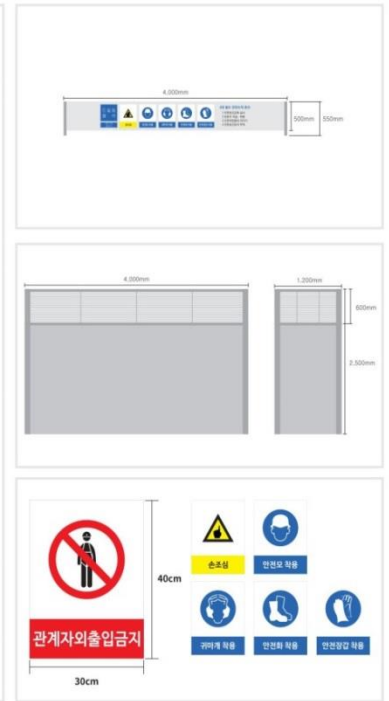 4,000mm
500mm
550mm
4,000mm
1,200mm
600mm
2,500mm
관계자외출입금지
40cm
30cm
손조심
안전모 착용
귀마개 착용
안전화 착용
안전장갑 착용